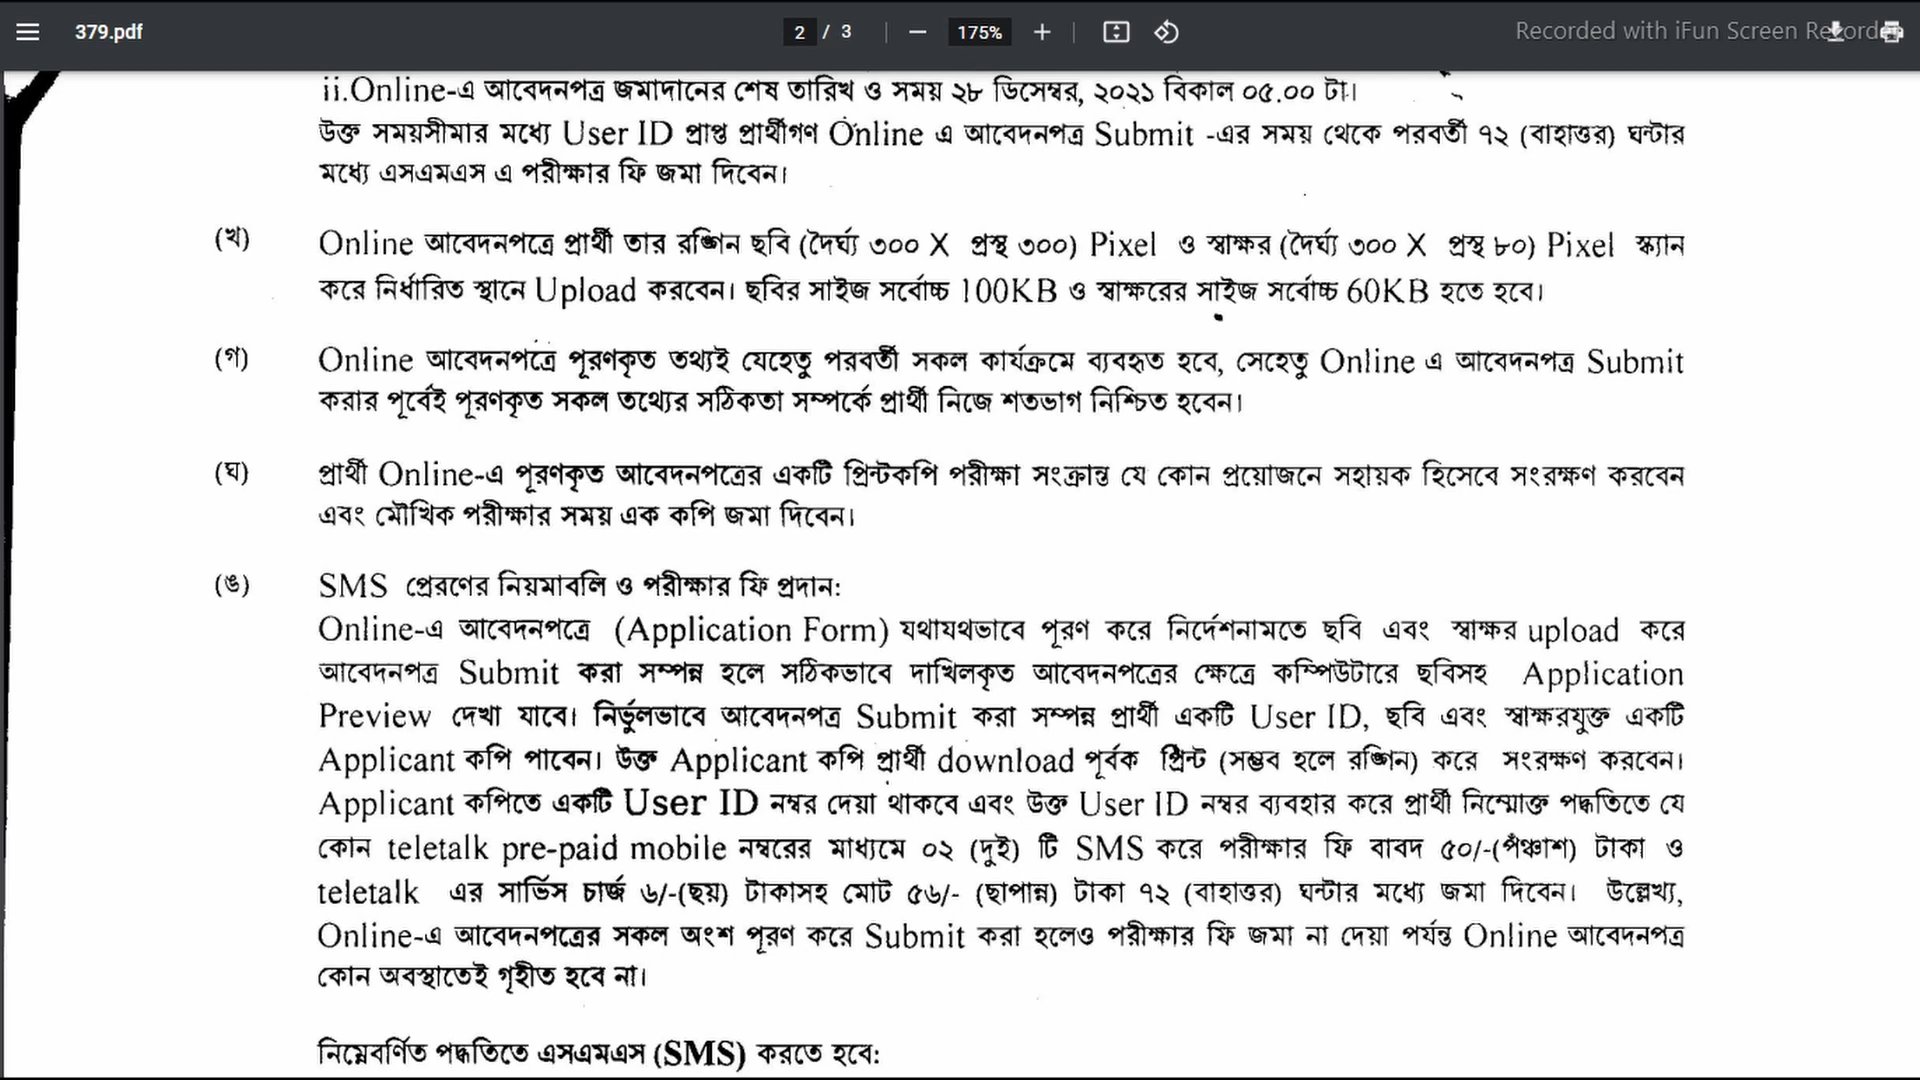 379.pdf
2 / 3
175%
Recorded with iFun Screen Recorder
ii.Online-এ আবেদনপত্র জমাদানের শেষ তারিখ ও সময় ২৮ ডিসেম্বর, ২০২১ বিকাল ০৫.০০ টা।
উক্ত সময়সীমার মধ্যে User ID প্রাপ্ত প্রার্থীগণ Online এ আবেদনপত্র Submit -এর সময় থেকে পরবর্তী ৭২ (বাহাত্তর) ঘন্টার
মধ্যে এসএমএস এ পরীক্ষার ফি জমা দিবেন।
(খ) Online আবেদনপত্রে প্রার্থী তার রঙ্গিন ছবি (দৈর্ঘ্য ৩০০ X প্রস্থ ৩০০) Pixel ও স্বাক্ষর (দৈর্ঘ্য ৩০০ X প্রস্থ ৮০) Pixel স্ক্যান
করে নির্ধারিত স্থানে Upload করবেন। ছবির সাইজ সর্বোচ্চ 100KB ও স্বাক্ষরের সাইজ সর্বোচ্চ 60KB হতে হবে।
(গ) Online আবেদনপত্রে পূরণকৃত তথ্যই যেহেতু পরবর্তী সকল কার্যক্রমে ব্যবহৃত হবে, সেহেতু Online এ আবেদনপত্র Submit
করার পূর্বেই পূরণকৃত সকল তথ্যের সঠিকতা সম্পর্কে প্রার্থী নিজে শতভাগ নিশ্চিত হবেন।
(ঘ) প্রার্থী Online-এ পূরণকৃত আবেদনপত্রের একটি প্রিন্টকপি পরীক্ষা সংক্রান্ত যে কোন প্রয়োজনে সহায়ক হিসেবে সংরক্ষণ করবেন
এবং মৌখিক পরীক্ষার সময় এক কপি জমা দিবেন।
(ঙ) SMS প্রেরণের নিয়মাবলি ও পরীক্ষার ফি প্রদান:
Online-এ আবেদনপত্রে (Application Form) যথাযথভাবে পূরণ করে নির্দেশনামতে ছবি এবং স্বাক্ষর upload করে
আবেদনপত্র Submit করা সম্পন্ন হলে সঠিকভাবে দাখিলকৃত আবেদনপত্রের ক্ষেত্রে কম্পিউটারে ছবিসহ Application
Preview দেখা যাবে। নির্ভুলভাবে আবেদনপত্র Submit করা সম্পন্ন প্রার্থী একটি User ID, ছবি এবং স্বাক্ষরযুক্ত একটি
Applicant কপি পাবেন। উক্ত Applicant কপি প্রার্থী download পূর্বক প্রিন্ট (সম্ভব হলে রঙ্গিন) করে সংরক্ষণ করবেন।
Applicant কপিতে একটি User ID নম্বর দেয়া থাকবে এবং উক্ত User ID নম্বর ব্যবহার করে প্রার্থী নিম্মোক্ত পদ্ধতিতে যে
কোন teletalk pre-paid mobile নম্বরের মাধ্যমে ০২ (দুই) টি SMS করে পরীক্ষার ফি বাবদ ৫০/-(পঁঞ্চাশ) টাকা ও
teletalk এর সার্ভিস চার্জ ৬/-(ছয়) টাকাসহ মোট ৫৬/- (ছাপান্ন) টাকা ৭২ (বাহাত্তর) ঘন্টার মধ্যে জমা দিবেন। উল্লেখ্য,
Online-এ আবেদনপত্রের সকল অংশ পূরণ করে Submit করা হলেও পরীক্ষার ফি জমা না দেয়া পর্যন্ত Online আবেদনপত্র
কোন অবস্থাতেই গৃহীত হবে না।
নিম্নেবর্ণিত পদ্ধতিতে এসএমএস (SMS) করতে হবে: